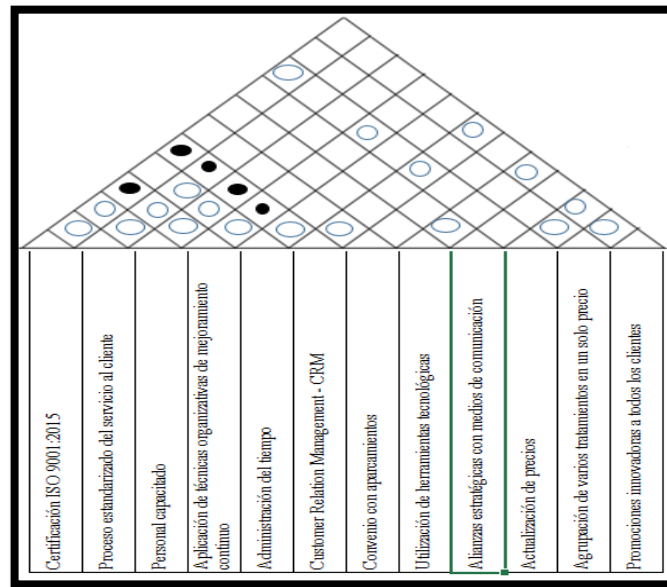 Certificación ISO 9001:2015
Proceso estandarizado del servicio al cliente
Personal capacitado
Aplicación de técnicas organizativas de mejoramiento
continuo
Administración del tiempo
Customer Relation Management - CRM
Convenio con aparcamientos
Utilización de herramientas tecnológicas
Alianzas estratégicas con medios de comunicación
Actualización de precios
Agrupación de varios tratamientos en un solo precio
Promociones innovadoras a todos los clientes